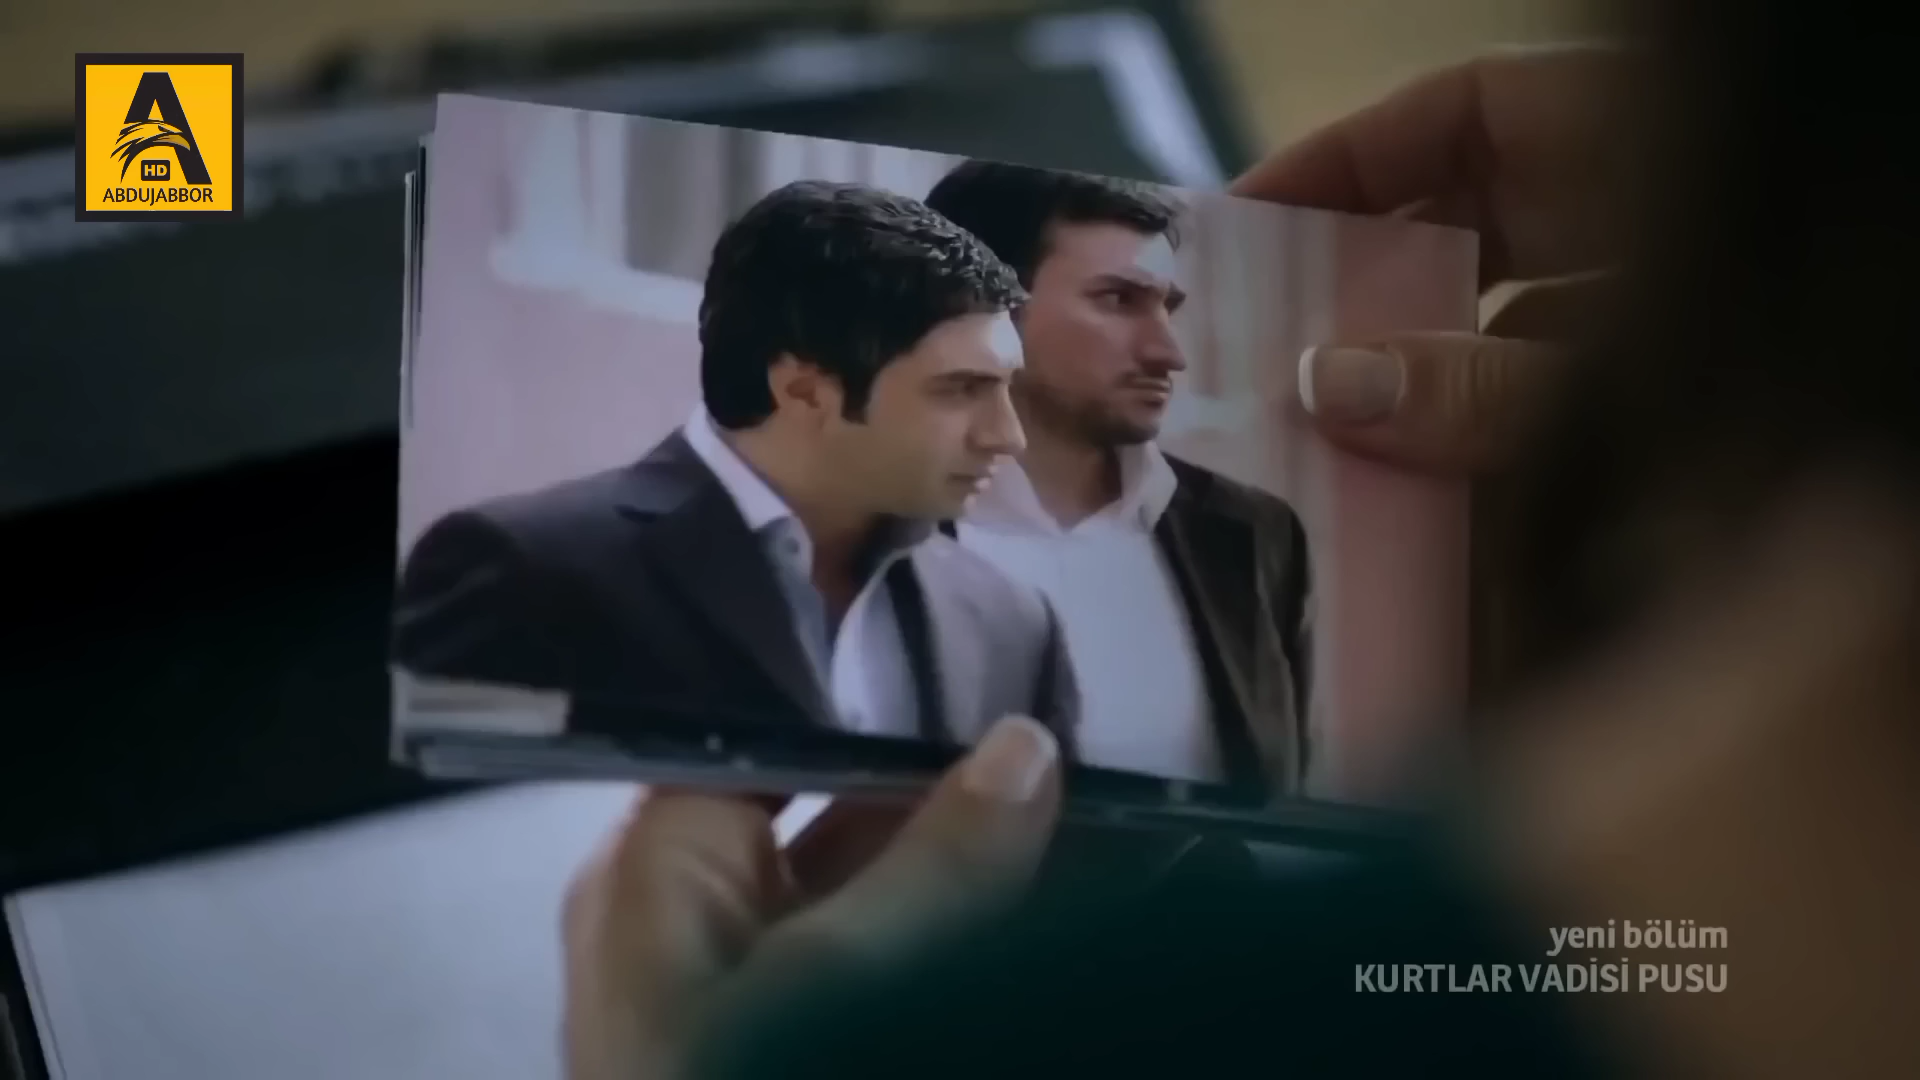 A
HD
ABDUJABBOR
yeni bölüm
KURTLAR VADİSİ PUSU